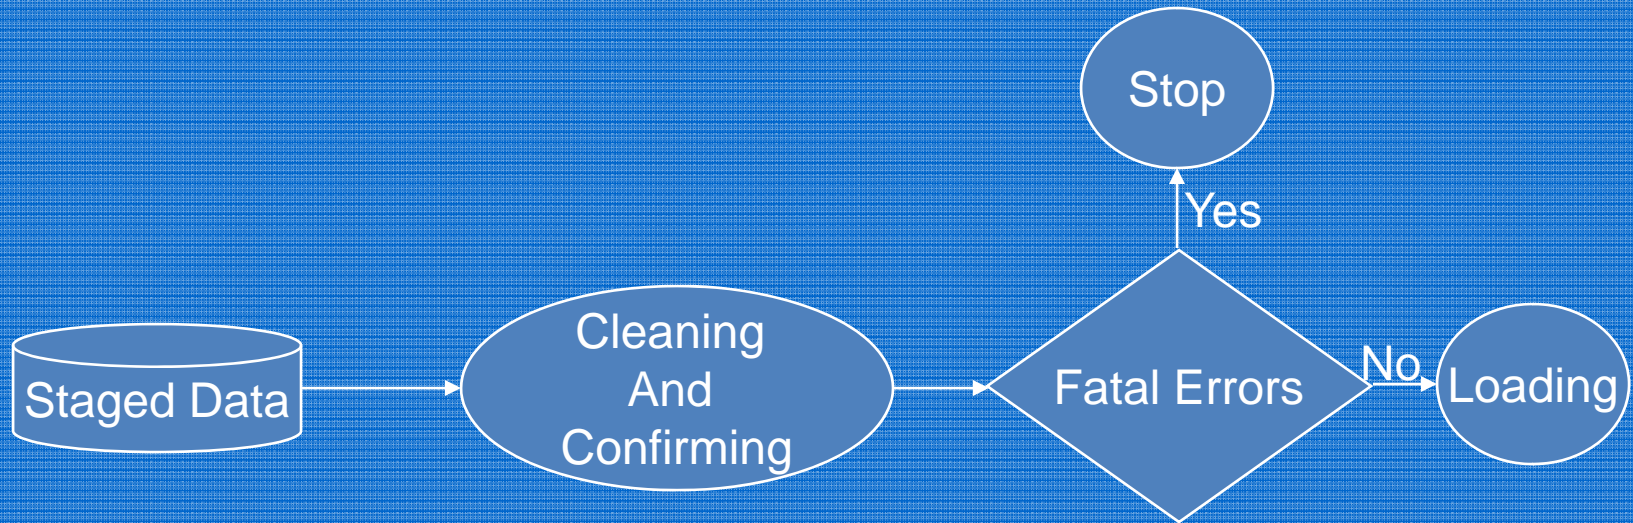 Stop
Yes
Staged Data
Cleaning
And
Confirming
Fatal Errors
No
Loading